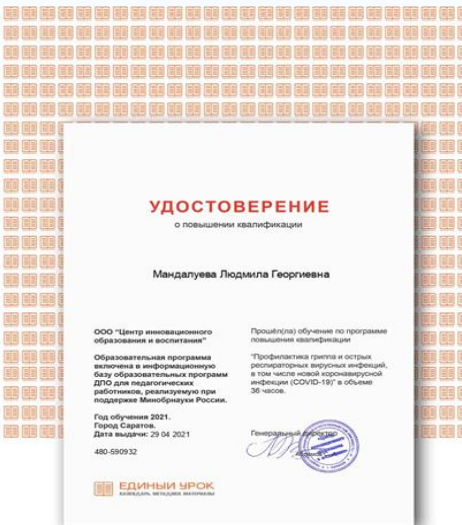 УДОСТОВЕРЕНИЕ
о повышении квалификации
Мандалуева Людмила Георгиевна
ООО "Центр инновационного
образования и воспитания"
Образовательная программа
включена в информационную
базу образовательных программ
ДПО для педагогических
работников, реализуемую при
поддержке Минобрнауки России.
Год обучения 2021.
Город Саратов.
Дата выдачи: 29 04 2021
480-590932
Прошёл(ла) обучение по программе
повышения квалификации
"Профилактика гриппа и острых
респираторных вирусных инфекций,
в том числе новой коронавирусной
инфекции (COVID-19)" в объеме
36 часов.
Генеральный директор
ЕДИНЫЙ УРОК
КАЛЕНДАРЬ МЕТОДИКИ МАТЕРИАЛЫ